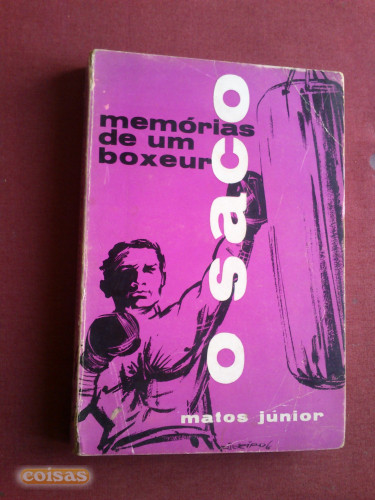 memórias
de um
boxeur
o saco
matos júnior
coisas